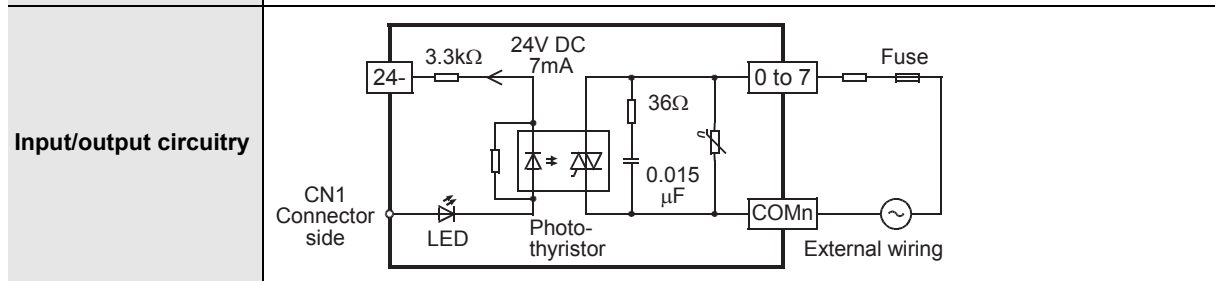 Input/output circuitry
24-
3.3kΩ
24V DC
7mA
36Ω
0.015
μF
u
0 to 7
Fuse
CN1
Connector
side
LED
Photo-
thyristor
COMn
External wiring